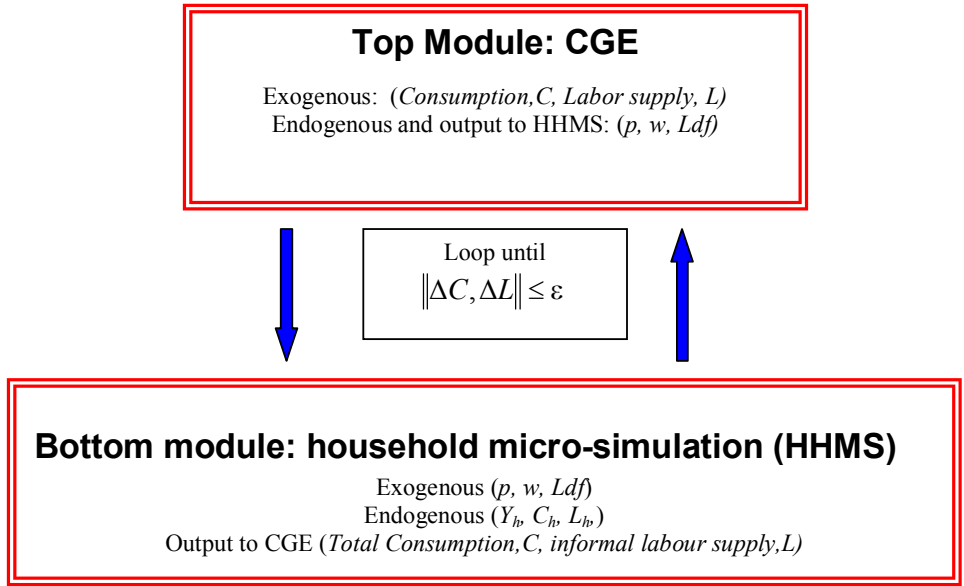 Top Module: CGE
Exogenous: (Consumption,C, Labor supply, L)
Endogenous and output to HHMS: (p, w, Ldf)
Loop until
‖ΔC, ΔL‖ ≤ ε
Bottom module: household micro-simulation (HHMS)
Exogenous (p, w, Ldf)
Endogenous (Yh, Ch, Lh,)
Output to CGE (Total Consumption,C, informal labour supply,L)